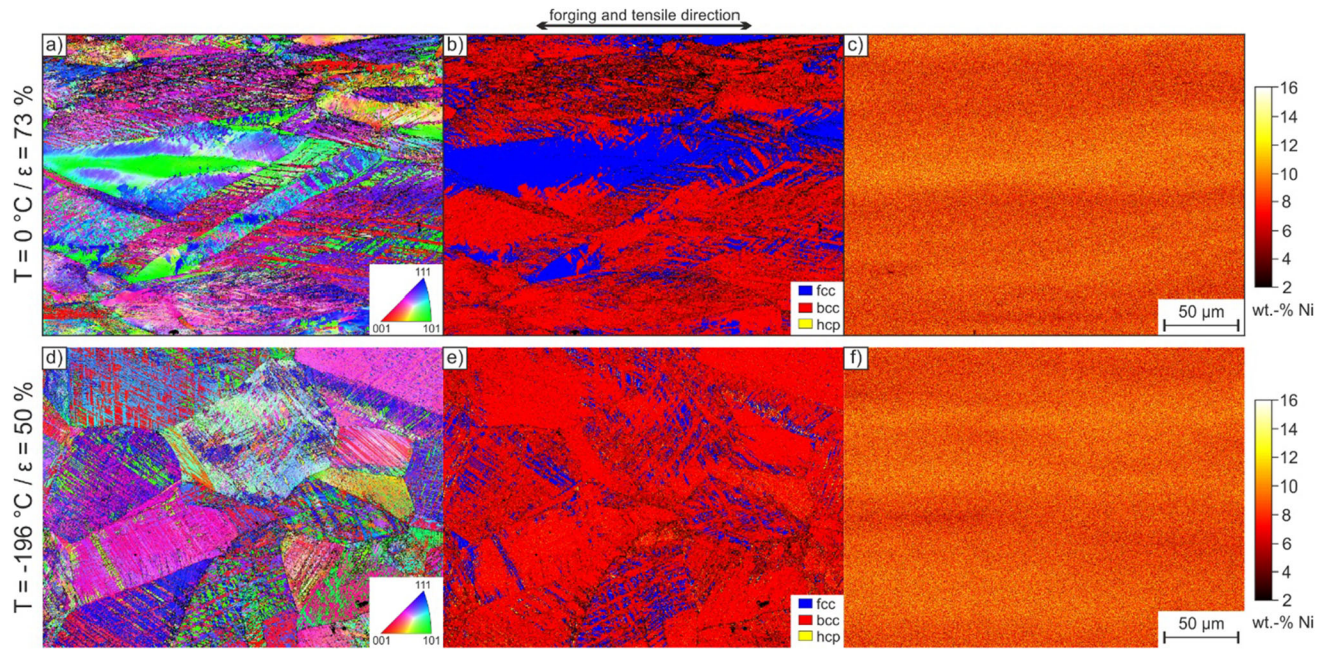 forging and tensile direction
T = 0 °C / ε = 73 %
a)
b)
c)
111
001 101
fcc
bcc
hcp
50 µm
16
14
12
10
8
6
4
2
wt.-% Ni
T = -196 °C / ε = 50 %
d)
e)
f)
111
001 101
fcc
bcc
hcp
50 µm
16
14
12
10
8
6
4
2
wt.-% Ni